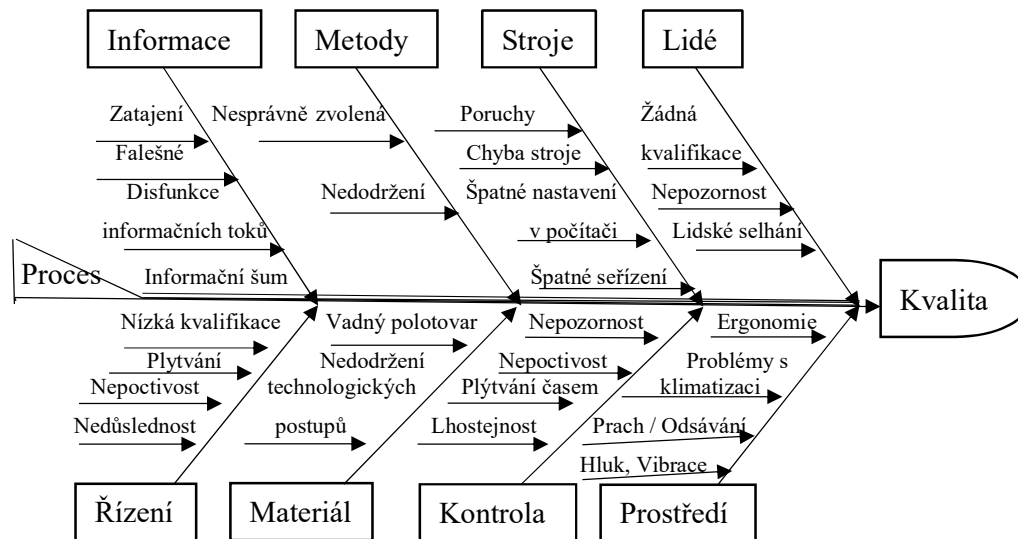 Informace
Metody
Stroje
Lidé
Zatajení
Nesprávně zvolená
Poruchy
Žádná
Falešné
Chyba stroje
kvalifikace
Disfunkce
Nedodržení
Špatné nastavení
Nepozornost
informačních toků
v počítači
Lidské selhání
Proces
Informační šum
Špatné seřízení
Kvalita
Nízká kvalifikace
Vadný polotovar
Nepozornost
Ergonomie
Plytvání
Nedodržení
Nepoctivost
Problémy s
Nepoctivost
technologických
Plýtvání časem
klimatizaci
Nedůslednost
postupů
Lhostejnost
Prach / Odsávání
Hluk, Vibrace
Řízení
Materiál
Kontrola
Prostředí